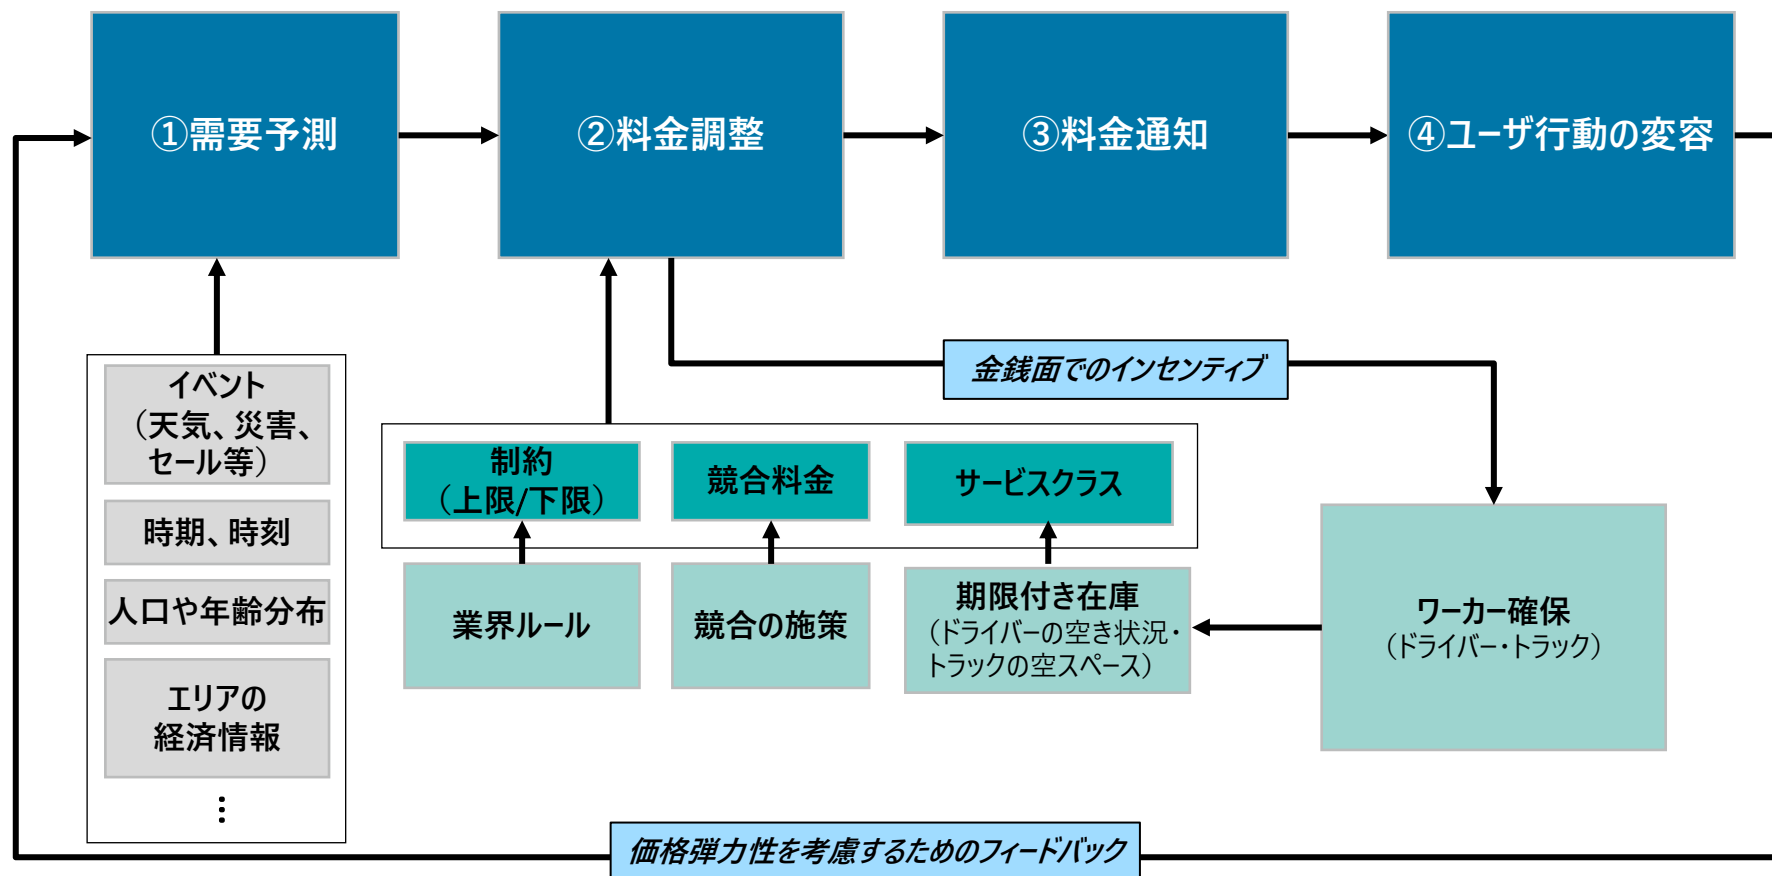 ①需要予測
②料金調整
③料金通知
④ユーザ行動の変容
金銭面でのインセンティブ
イベント
（天気、災害、
セール等）
時期、時刻
人口や年齢分布
エリアの
経済情報
…
制約
（上限/下限）
競合料金
サービスクラス
業界ルール
競合の施策
期限付き在庫
（ドライバーの空き状況・
トラックの空スペース）
ワーカー確保
（ドライバー・トラック）
価格弾力性を考慮するためのフィードバック